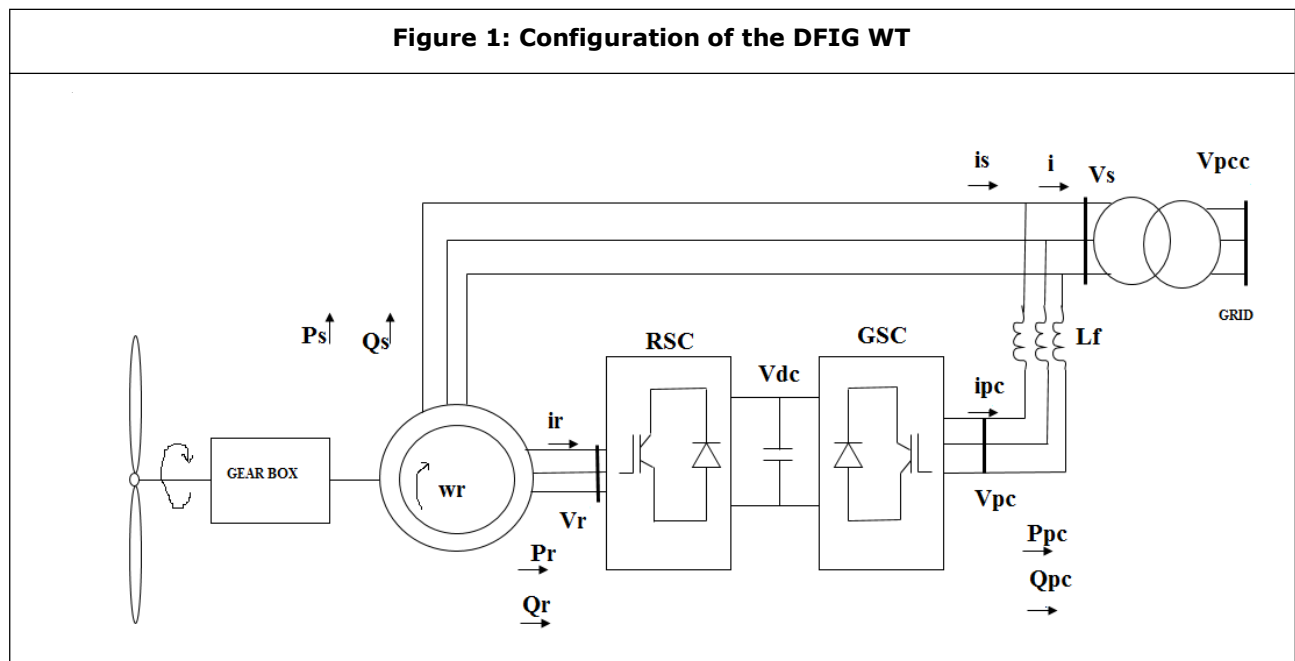 Figure 1: Configuration of the DFIG WT
is
i
Vs
Vpcc
Ps
Qs
RSC
GSC
Lf
GRID
Vdc
ir
ipc
GEAR BOX
wr
Vr
Vpc
Pr
Ppc
Qr
Qpc